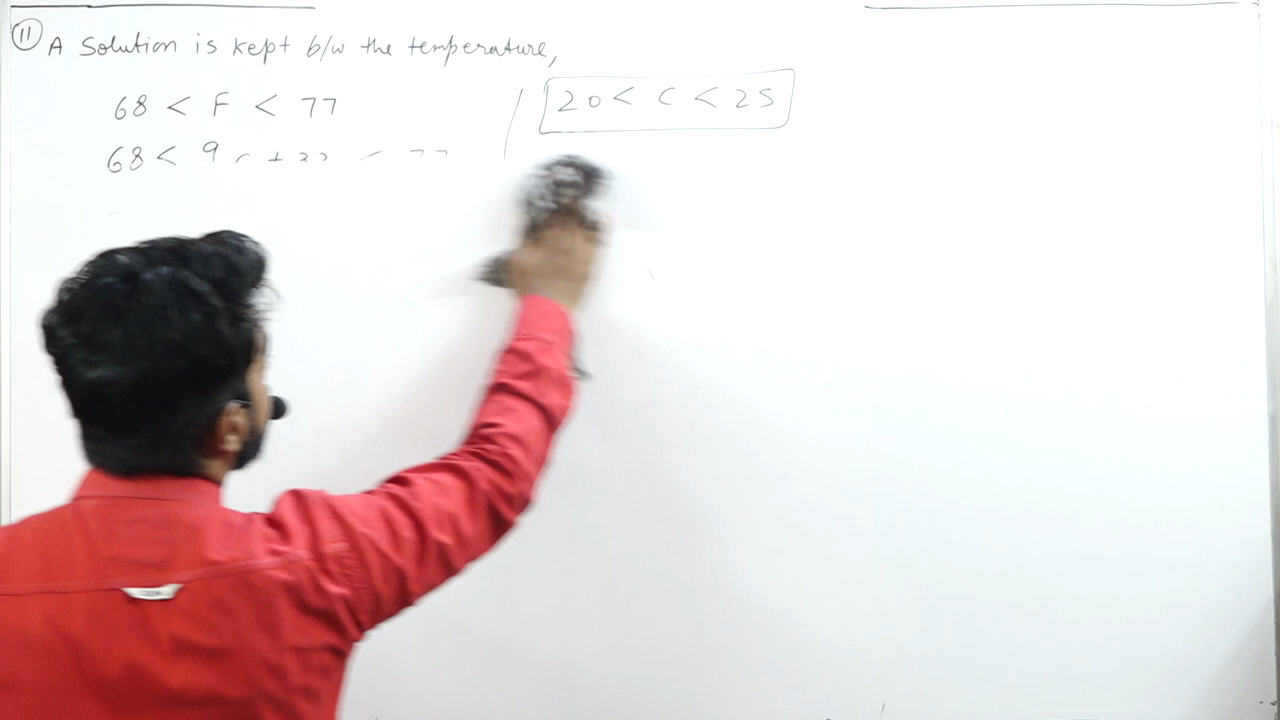 11 A Solution is kept b/w the temperature,
68 < F < 77
20 < C < 25
68 < 9